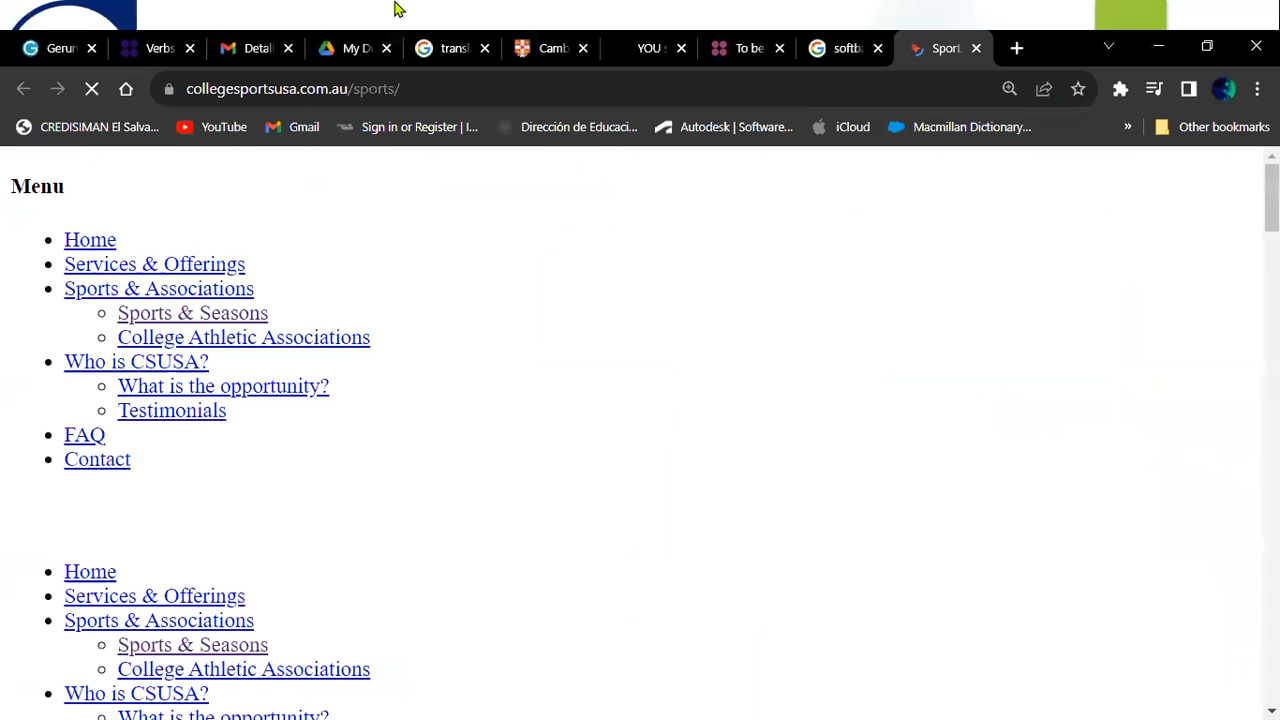 Gerun
Verbs
Detail
My Dr
transl
Camb
YOU s
To be
softba
Sport
collegesportsusa.com.au/sports/
CREDISIMAN El Salva...
YouTube
Gmail
Sign in or Register | I...
Dirección de Educaci...
Autodesk | Software...
iCloud
Macmillan Dictionary...
»
Other bookmarks
Menu
• Home
• Services & Offerings
• Sports & Associations
◦ Sports & Seasons
◦ College Athletic Associations
• Who is CSUSA?
◦ What is the opportunity?
◦ Testimonials
• FAQ
• Contact
• Home
• Services & Offerings
• Sports & Associations
◦ Sports & Seasons
◦ College Athletic Associations
• Who is CSUSA?
◦ What is the opportunity?